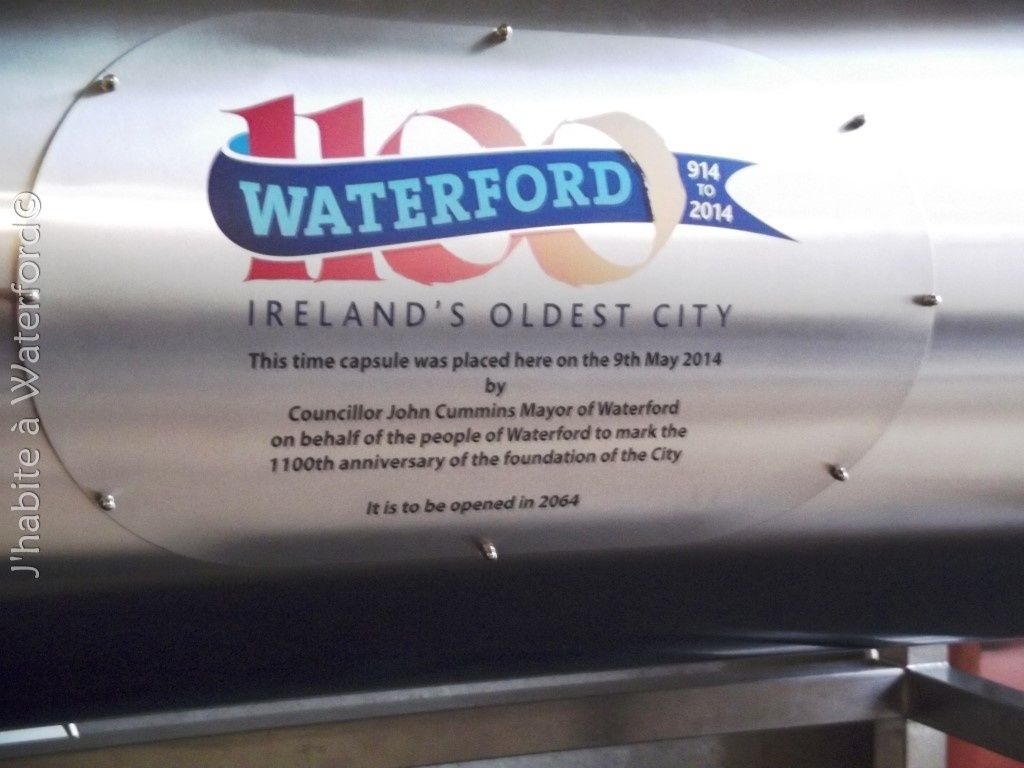 1100
WATERFORD
914
TO
2014
IRELAND'S OLDEST CITY
This time capsule was placed here on the 9th May 2014
by
Councillor John Cummins Mayor of Waterford
on behalf of the people of Waterford to mark the
1100th anniversary of the foundation of the City
It is to be opened in 2064
J'habite à Waterford©